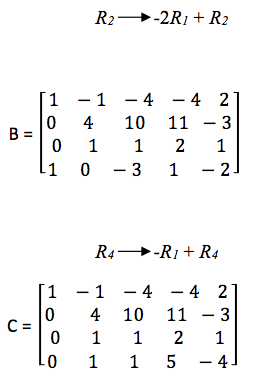 R₂ → -2R₁ + R₂
B = [1 − 1 − 4 − 4 2
0 4 10 11 − 3
0 1 1 2 1
1 0 − 3 1 − 2]
R₄ → -R₁ + R₄
C = [1 − 1 − 4 − 4 2
0 4 10 11 − 3
0 1 1 2 1
0 1 1 5 − 4]